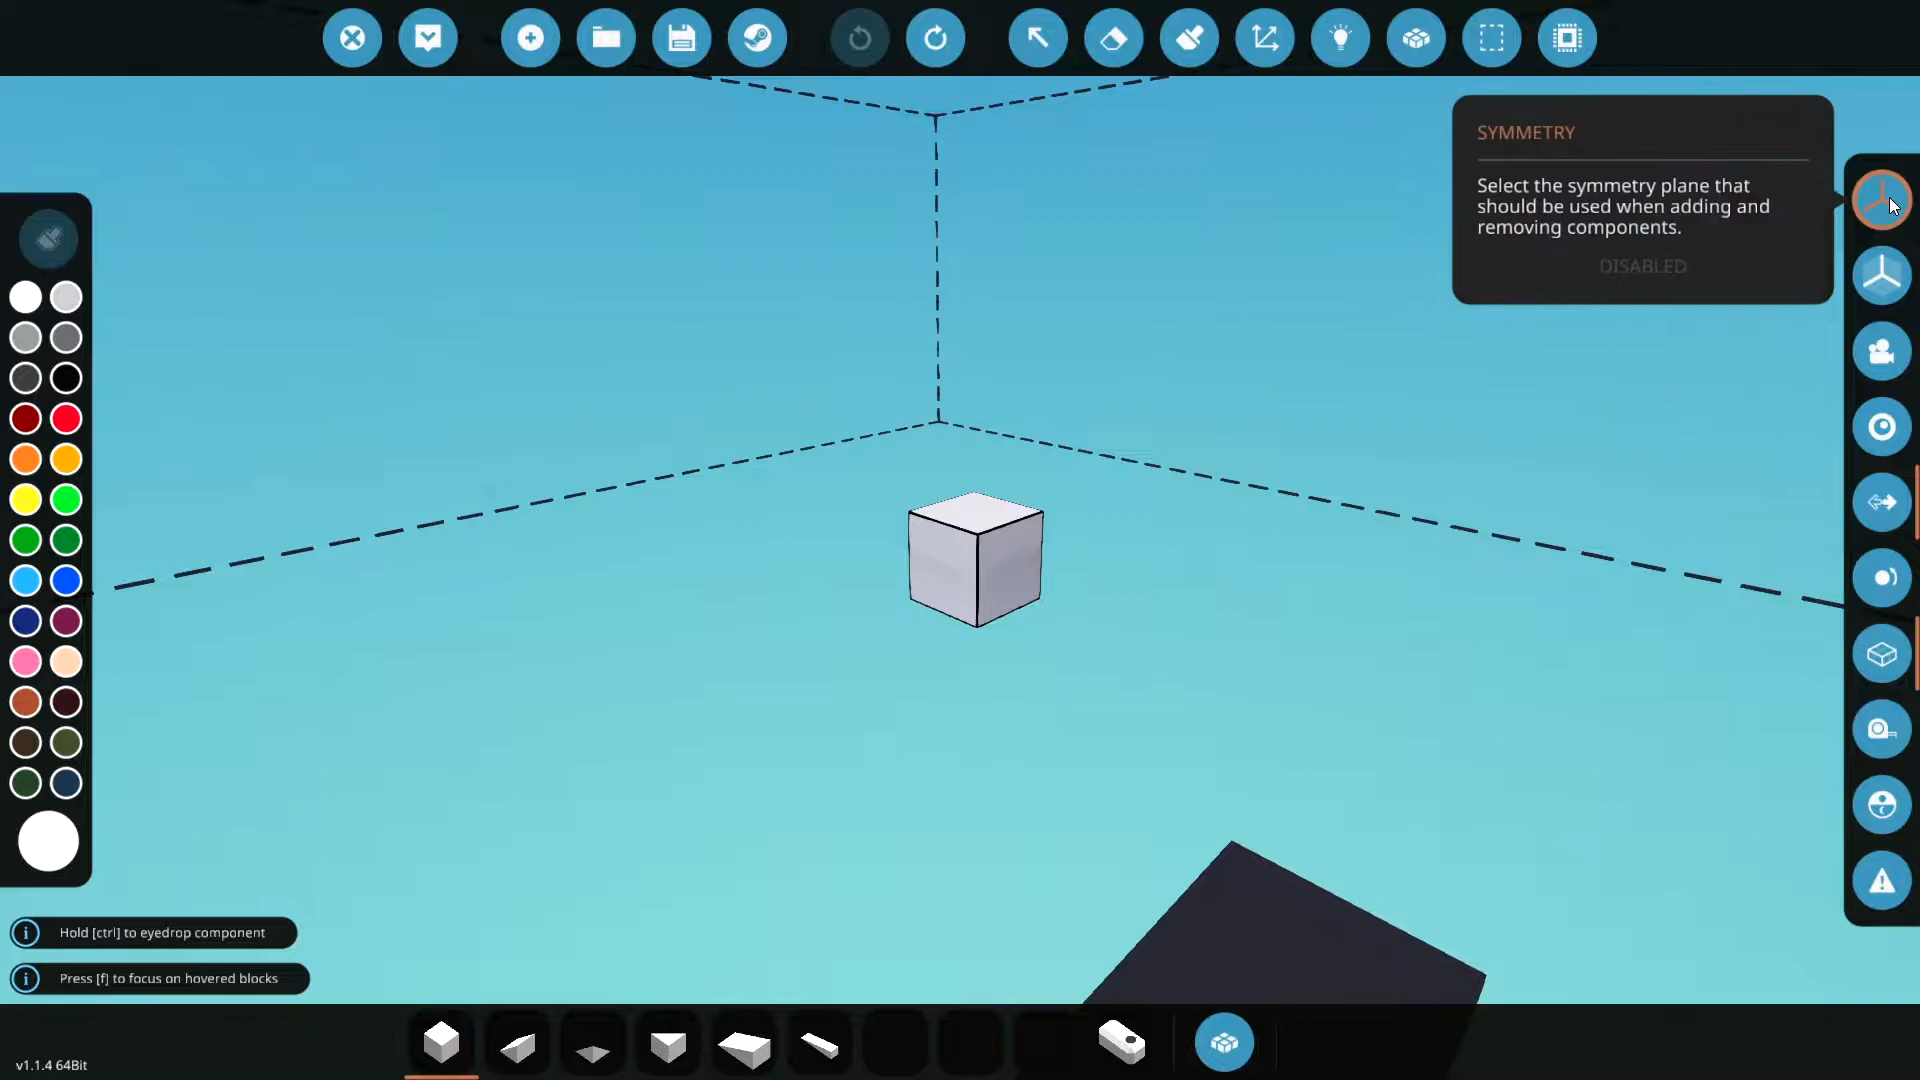 SYMMETRY
Select the symmetry plane that
should be used when adding and
removing components.
DISABLED
Hold [ctrl] to eyedrop component
Press [f] to focus on hovered blocks
v1.1.4 64Bit